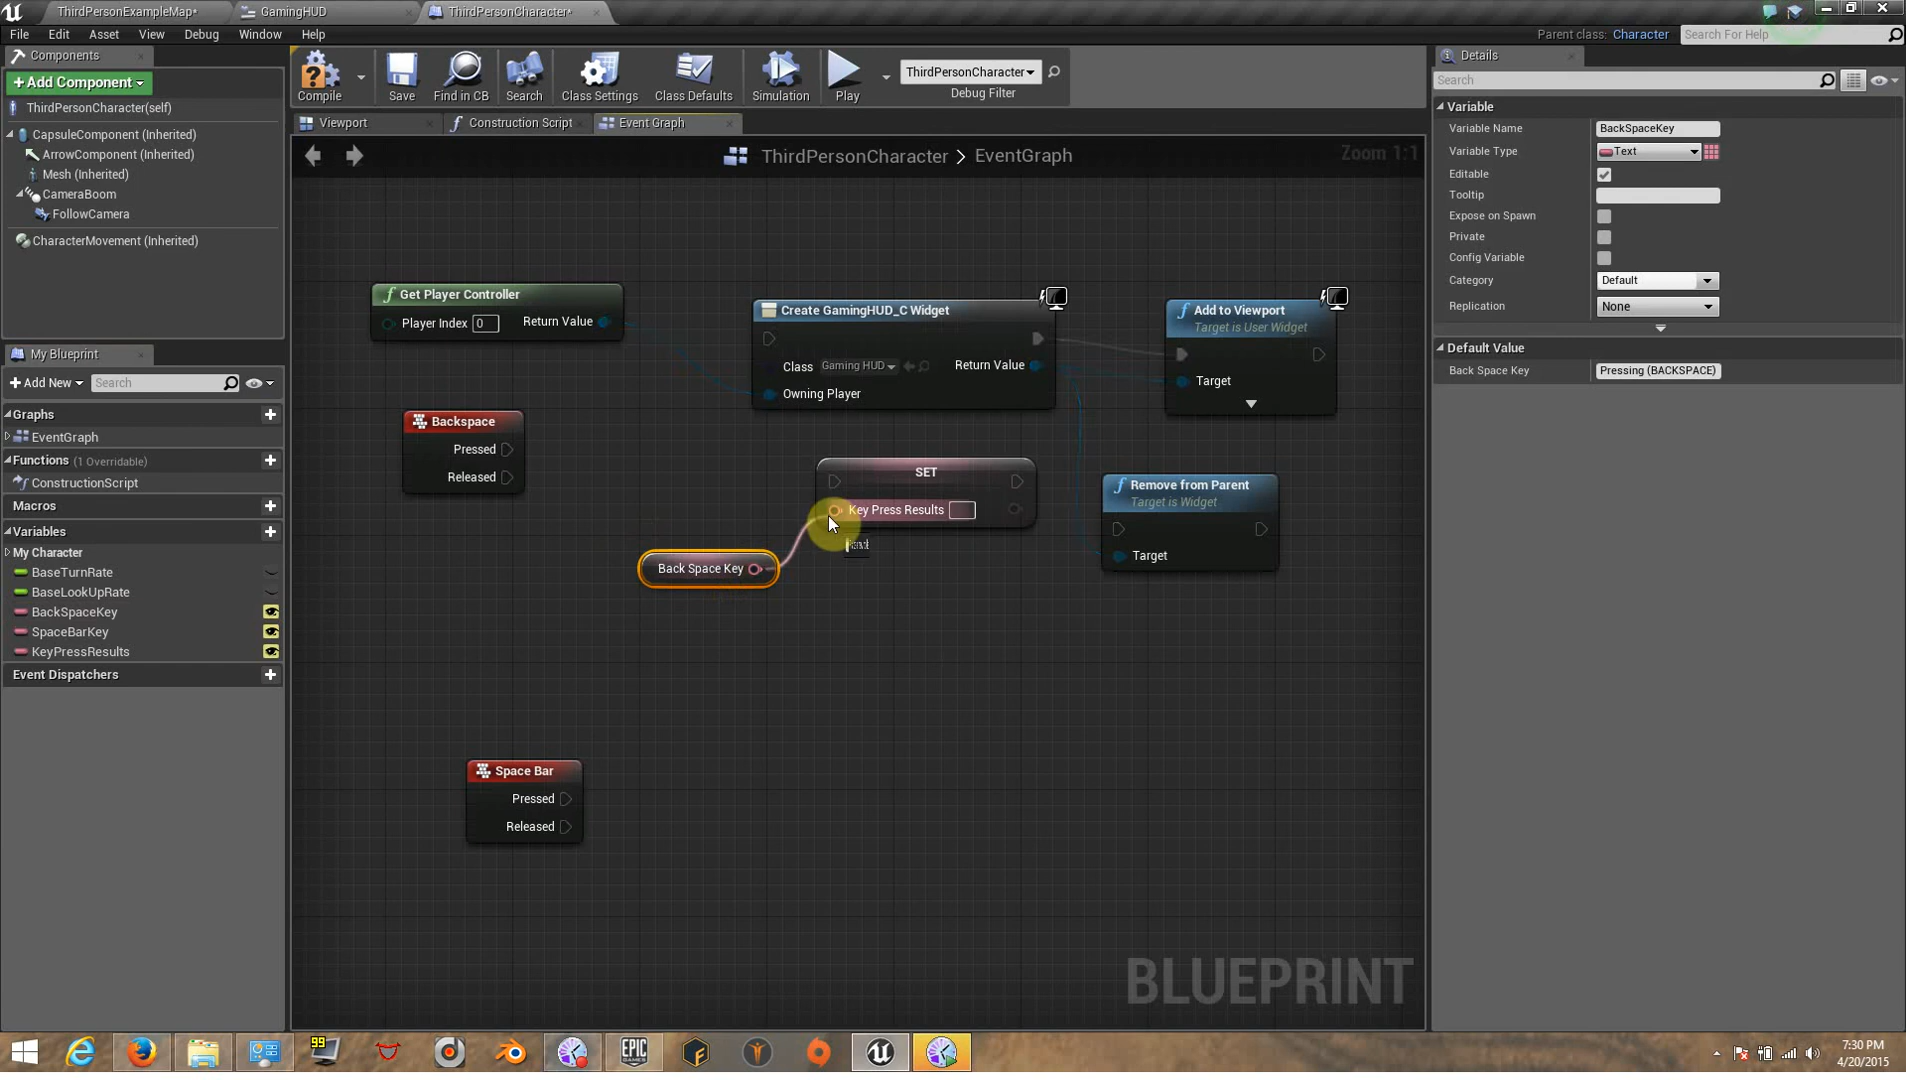 ThirdPersonExampleMap*
GamingHUD
ThirdPersonCharacter*
File Edit Asset View Debug Window Help
Parent class: Character
Search For Help
Components
+Add Component
ThirdPersonCharacter(self)
CapsuleComponent (Inherited)
ArrowComponent (Inherited)
Mesh (Inherited)
CameraBoom
FollowCamera
CharacterMovement (Inherited)
My Blueprint
Add New
Search
Graphs
EventGraph
Functions (1 Overridable)
ConstructionScript
Macros
Variables
My Character
BaseTurnRate
BaseLookUpRate
BackSpaceKey
SpaceBarKey
KeyPressResults
Event Dispatchers
Compile
Save
Find in CB
Search
Class Settings
Class Defaults
Simulation
Play
ThirdPersonCharacter
Debug Filter
Viewport
Construction Script
Event Graph
ThirdPersonCharacter > EventGraph
Zoom 1:1
Get Player Controller
Player Index 0
Return Value
Create GamingHUD_C Widget
Class Gaming HUD
Return Value
Owning Player
Add to Viewport
Target is User Widget
Target
Backspace
Pressed
Released
SET
Key Press Results
Back Space Key
Remove from Parent
Target is Widget
Target
Space Bar
Pressed
Released
BLUEPRINT
Details
Search
Variable
Variable Name BackSpaceKey
Variable Type Text
Editable
Tooltip
Expose on Spawn
Private
Config Variable
Category Default
Replication None
Default Value
Back Space Key Pressing (BACKSPACE)
99
EPIC
GAMES
7:30 PM
4/20/2015